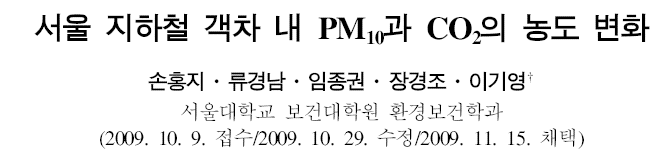 서울 지하철 객차 내 PM₁₀과 CO₂의 농도 변화
손홍지 · 류경남 · 임종권 · 장경조 · 이기영†
서울대학교 보건대학원 환경보건학과
(2009. 10. 9. 접수/2009. 10. 29. 수정/2009. 11. 15. 채택)